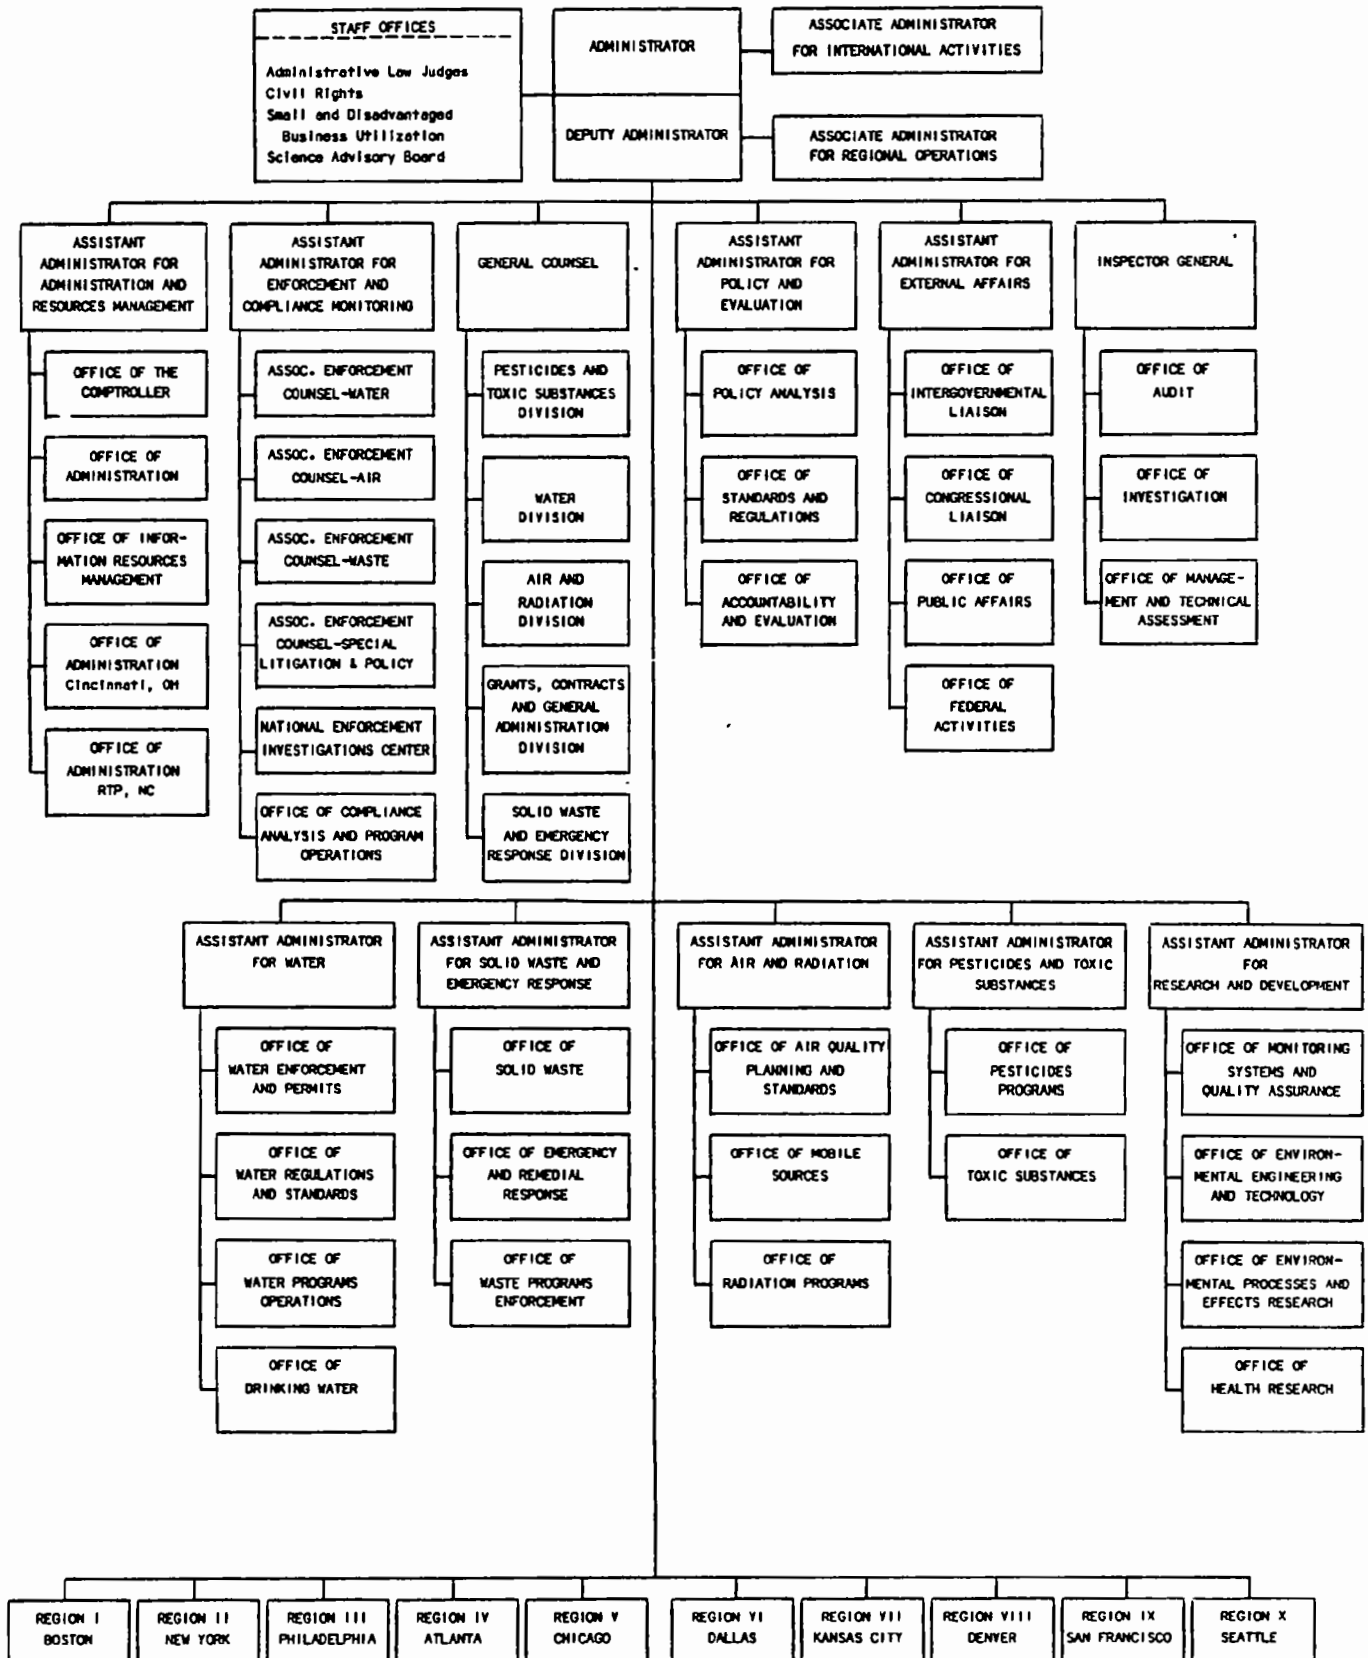 STAFF OFFICES
Administrative Law Judges
Civil Rights
Small and Disadvantaged
Business Utilization
Science Advisory Board
ADMINISTRATOR
DEPUTY ADMINISTRATOR
ASSOCIATE ADMINISTRATOR
FOR INTERNATIONAL ACTIVITIES
ASSOCIATE ADMINISTRATOR
FOR REGIONAL OPERATIONS
ASSISTANT
ADMINISTRATOR FOR
ADMINISTRATION AND
RESOURCES MANAGEMENT
OFFICE OF THE
COMPTROLLER
OFFICE OF
ADMINISTRATION
OFFICE OF INFOR-
MATION RESOURCES
MANAGEMENT
OFFICE OF
ADMINISTRATION
Cincinnati, OH
OFFICE OF
ADMINISTRATION
RTP, NC
ASSISTANT
ADMINISTRATOR FOR
ENFORCEMENT AND
COMPLIANCE MONITORING
ASSOC. ENFORCEMENT
COUNSEL-WATER
ASSOC. ENFORCEMENT
COUNSEL-AIR
ASSOC. ENFORCEMENT
COUNSEL-WASTE
ASSOC. ENFORCEMENT
COUNSEL-SPECIAL
LITIGATION & POLICY
NATIONAL ENFORCEMENT
INVESTIGATIONS CENTER
OFFICE OF COMPLIANCE
ANALYSIS AND PROGRAM
OPERATIONS
GENERAL COUNSEL
PESTICIDES AND
TOXIC SUBSTANCES
DIVISION
WATER
DIVISION
AIR AND
RADIATION
DIVISION
GRANTS, CONTRACTS
AND GENERAL
ADMINISTRATION
DIVISION
SOLID WASTE
AND EMERGENCY
RESPONSE DIVISION
ASSISTANT
ADMINISTRATOR FOR
POLICY AND
EVALUATION
OFFICE OF
POLICY ANALYSIS
OFFICE OF
STANDARDS AND
REGULATIONS
OFFICE OF
ACCOUNTABILITY
AND EVALUATION
ASSISTANT
ADMINISTRATOR FOR
EXTERNAL AFFAIRS
OFFICE OF
INTERGOVERNMENTAL
LIAISON
OFFICE OF
CONGRESSIONAL
LIAISON
OFFICE OF
PUBLIC AFFAIRS
OFFICE OF
FEDERAL
ACTIVITIES
INSPECTOR GENERAL
OFFICE OF
AUDIT
OFFICE OF
INVESTIGATION
OFFICE OF MANAGE-
MENT AND TECHNICAL
ASSESSMENT
ASSISTANT ADMINISTRATOR
FOR WATER
OFFICE OF
WATER ENFORCEMENT
AND PERMITS
OFFICE OF
WATER REGULATIONS
AND STANDARDS
OFFICE OF
WATER PROGRAMS
OPERATIONS
OFFICE OF
DRINKING WATER
ASSISTANT ADMINISTRATOR
FOR SOLID WASTE AND
EMERGENCY RESPONSE
OFFICE OF
SOLID WASTE
OFFICE OF EMERGENCY
AND REMEDIAL
RESPONSE
OFFICE OF
WASTE PROGRAMS
ENFORCEMENT
ASSISTANT ADMINISTRATOR
FOR AIR AND RADIATION
OFFICE OF AIR QUALITY
PLANNING AND
STANDARDS
OFFICE OF MOBILE
SOURCES
OFFICE OF
RADIATION PROGRAMS
ASSISTANT ADMINISTRATOR
FOR PESTICIDES AND TOXIC
SUBSTANCES
OFFICE OF
PESTICIDES
PROGRAMS
OFFICE OF
TOXIC SUBSTANCES
ASSISTANT ADMINISTRATOR
FOR
RESEARCH AND DEVELOPMENT
OFFICE OF MONITORING
SYSTEMS AND
QUALITY ASSURANCE
OFFICE OF ENVIRON-
MENTAL ENGINEERING
AND TECHNOLOGY
OFFICE OF ENVIRON-
MENTAL PROCESSES AND
EFFECTS RESEARCH
OFFICE OF
HEALTH RESEARCH
REGION I
BOSTON
REGION II
NEW YORK
REGION III
PHILADELPHIA
REGION IV
ATLANTA
REGION V
CHICAGO
REGION VI
DALLAS
REGION VII
KANSAS CITY
REGION VIII
DENVER
REGION IX
SAN FRANCISCO
REGION X
SEATTLE